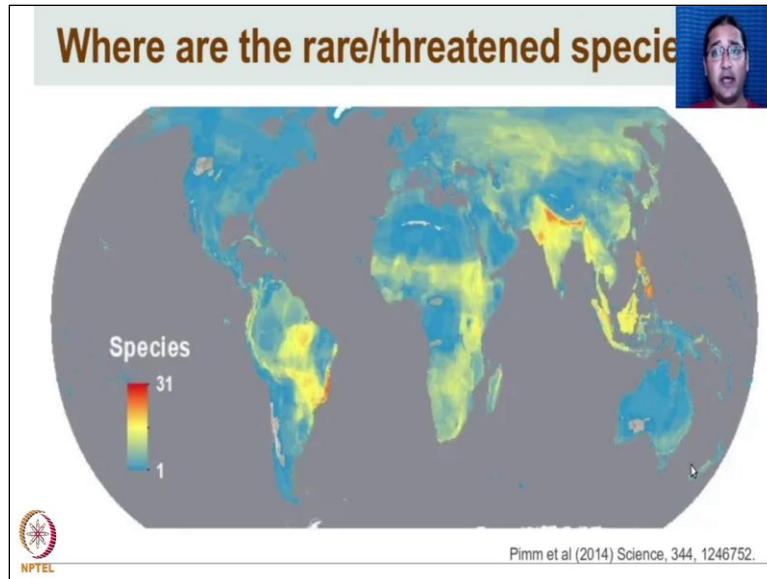 Where are the rare/threatened specie
Species
31
1
NPTEL
Pimm et al (2014) Science, 344, 1246752.